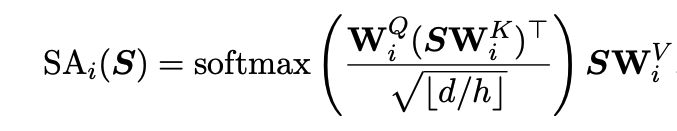 SA_i(S) = softmax ( W_i^Q (S W_i^K)^⊤ / √⌊d/h⌋ ) S W_i^V